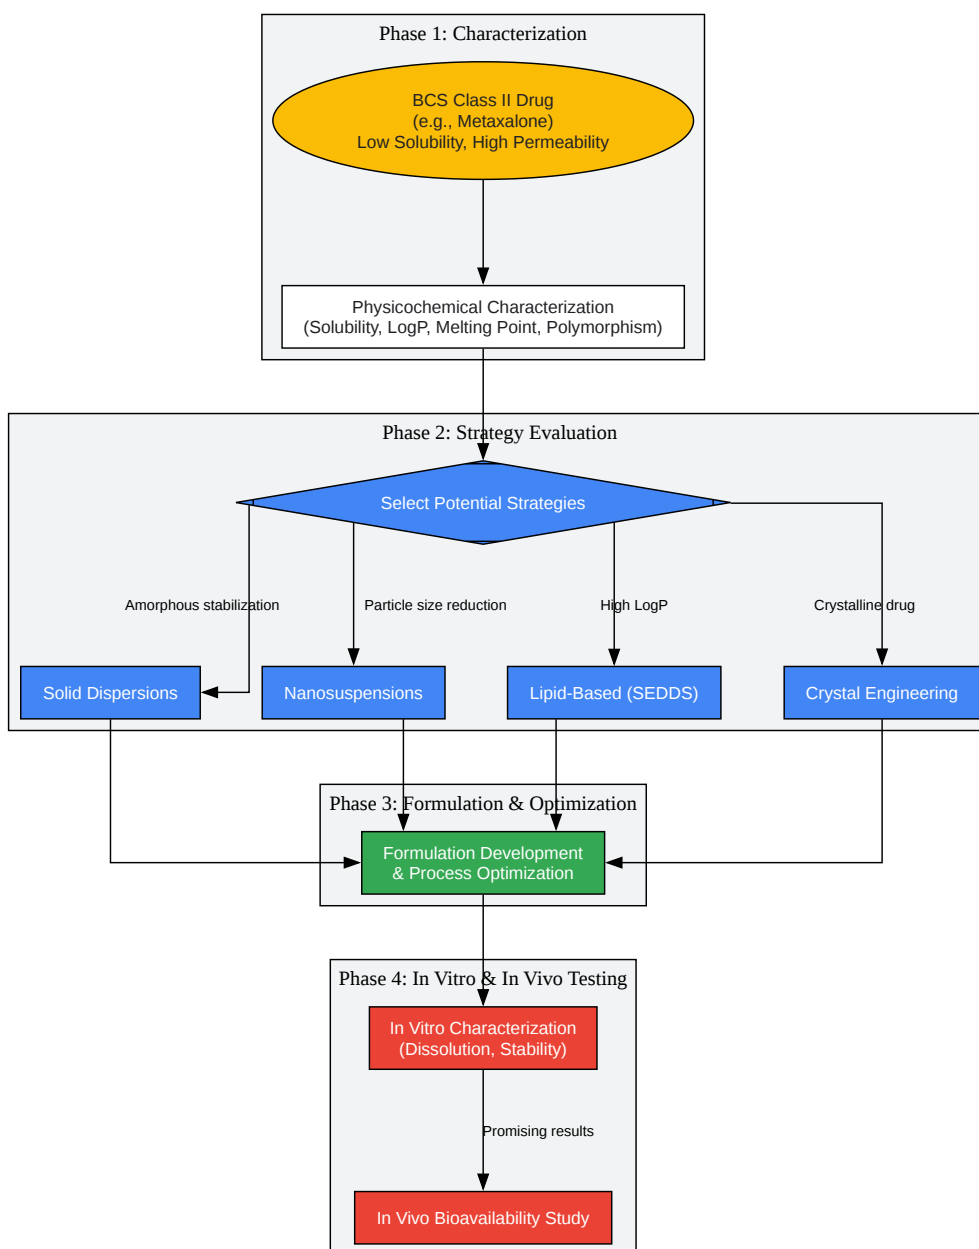 Phase 1: Characterization
BCS Class II Drug
(e.g., Metaxalone)
Low Solubility, High Permeability
Physicochemical Characterization
(Solubility, LogP, Melting Point, Polymorphism)
Phase 2: Strategy Evaluation
Select Potential Strategies
Amorphous stabilization
Particle size reduction
High LogP
Crystalline drug
Solid Dispersions
Nanosuspensions
Lipid-Based (SEDDS)
Crystal Engineering
Phase 3: Formulation & Optimization
Formulation Development
& Process Optimization
Phase 4: In Vitro & In Vivo Testing
In Vitro Characterization
(Dissolution, Stability)
Promising results
In Vivo Bioavailability Study